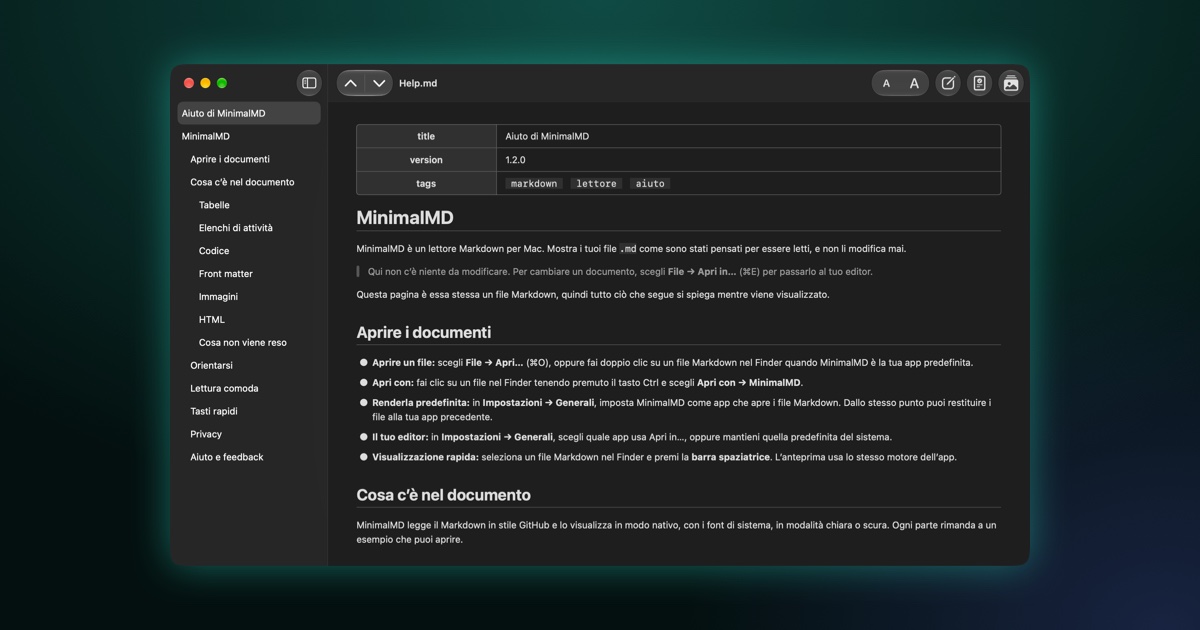 Help.md
A A
Aiuto di MinimalMD
MinimalMD
Aprire i documenti
Cosa c'è nel documento
Tabelle
Elenchi di attività
Codice
Front matter
Immagini
HTML
Cosa non viene reso
Orientarsi
Lettura comoda
Tasti rapidi
Privacy
Aiuto e feedback
title Aiuto di MinimalMD
version 1.2.0
tags markdown lettore aiuto
MinimalMD
MinimalMD è un lettore Markdown per Mac. Mostra i tuoi file .md come sono stati pensati per essere letti, e non li modifica mai.
Qui non c'è niente da modificare. Per cambiare un documento, scegli File → Apri in… (⌘E) per passarlo al tuo editor.
Questa pagina è essa stessa un file Markdown, quindi tutto ciò che segue si spiega mentre viene visualizzato.
Aprire i documenti
● Aprire un file: scegli File → Apri… (⌘O), oppure fai doppio clic su un file Markdown nel Finder quando MinimalMD è la tua app predefinita.
● Apri con: fai clic su un file nel Finder tenendo premuto il tasto Ctrl e scegli Apri con → MinimalMD.
● Renderla predefinita: in Impostazioni → Generali, imposta MinimalMD come app che apre i file Markdown. Dallo stesso punto puoi restituire i
file alla tua app precedente.
● Il tuo editor: in Impostazioni → Generali, scegli quale app usa Apri in…, oppure mantieni quella predefinita del sistema.
● Visualizzazione rapida: seleziona un file Markdown nel Finder e premi la barra spaziatrice. L'anteprima usa lo stesso motore dell'app.
Cosa c'è nel documento
MinimalMD legge il Markdown in stile GitHub e lo visualizza in modo nativo, con i font di sistema, in modalità chiara o scura. Ogni parte rimanda a un
esempio che puoi aprire.